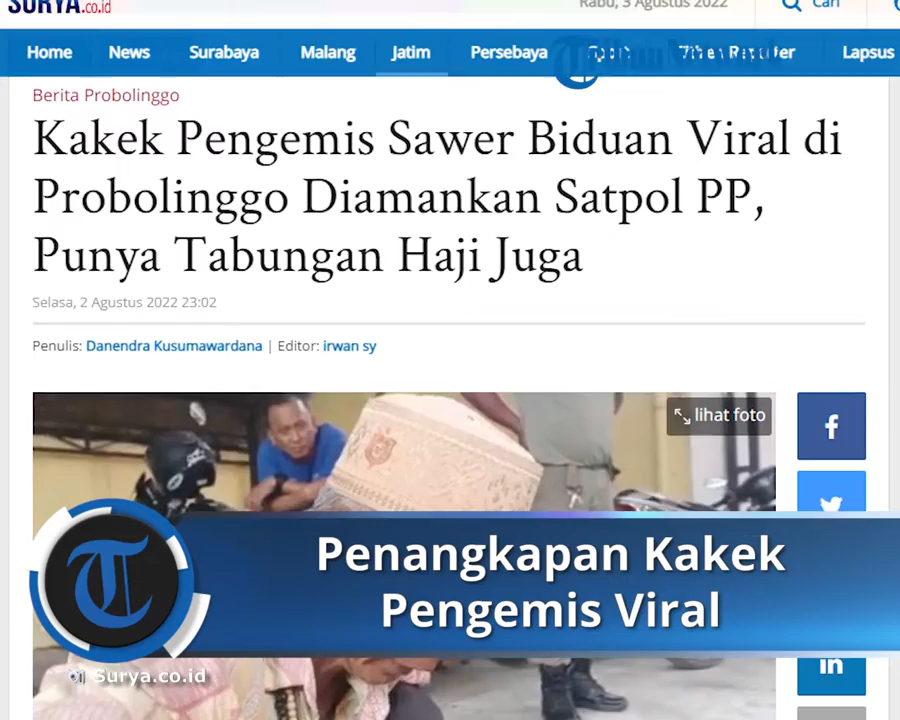 SURYA.co.id
Rabu, 3 Agustus 2022
Cari
Home News Surabaya Malang Jatim Persebaya Sport Lapsus
Berita Probolinggo
Kakek Pengemis Sawer Biduan Viral di
Probolinggo Diamankan Satpol PP,
Punya Tabungan Haji Juga
Selasa, 2 Agustus 2022 23:02
Penulis: Danendra Kusumawardana | Editor: irwan sy
lihat foto
f
T
Penangkapan Kakek
Pengemis Viral
in
Surya.co.id